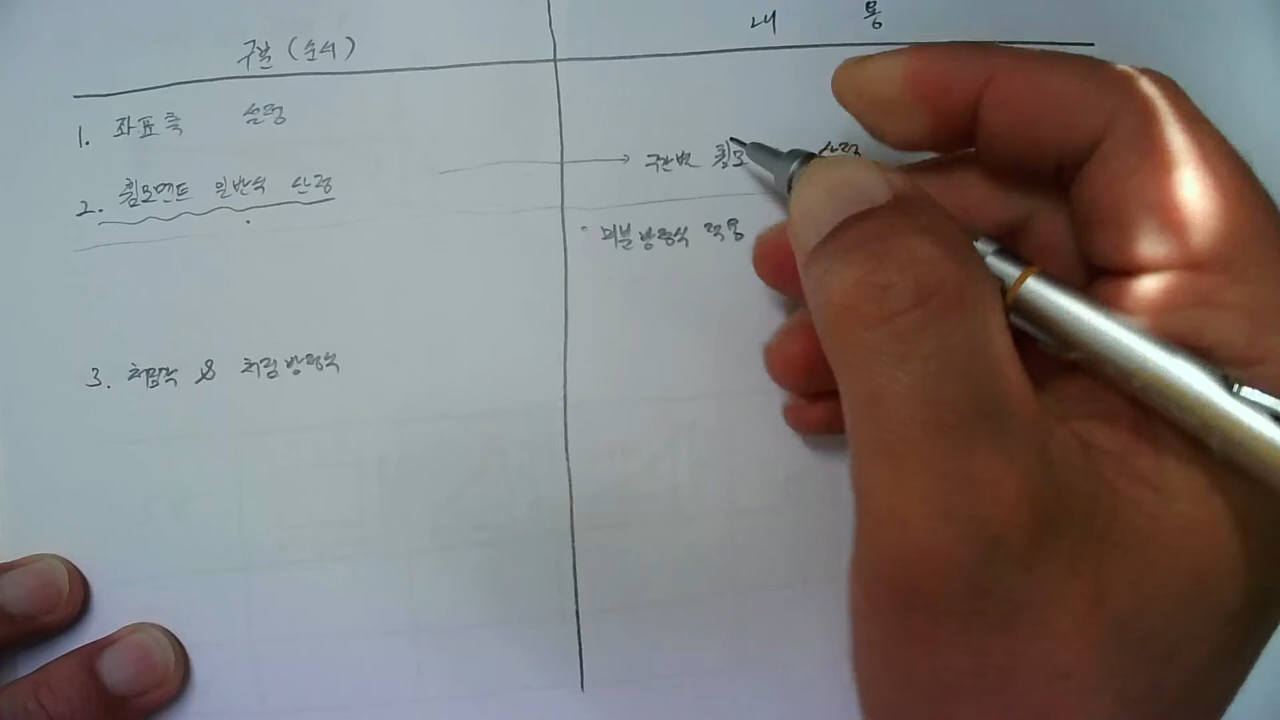 구분 (순서)
내 용
1. 좌표축 설정
2. 휨모멘트 일반식 산정
구간별 휨모 산정
미분방정식 적용
3. 처짐각 & 처짐방정식